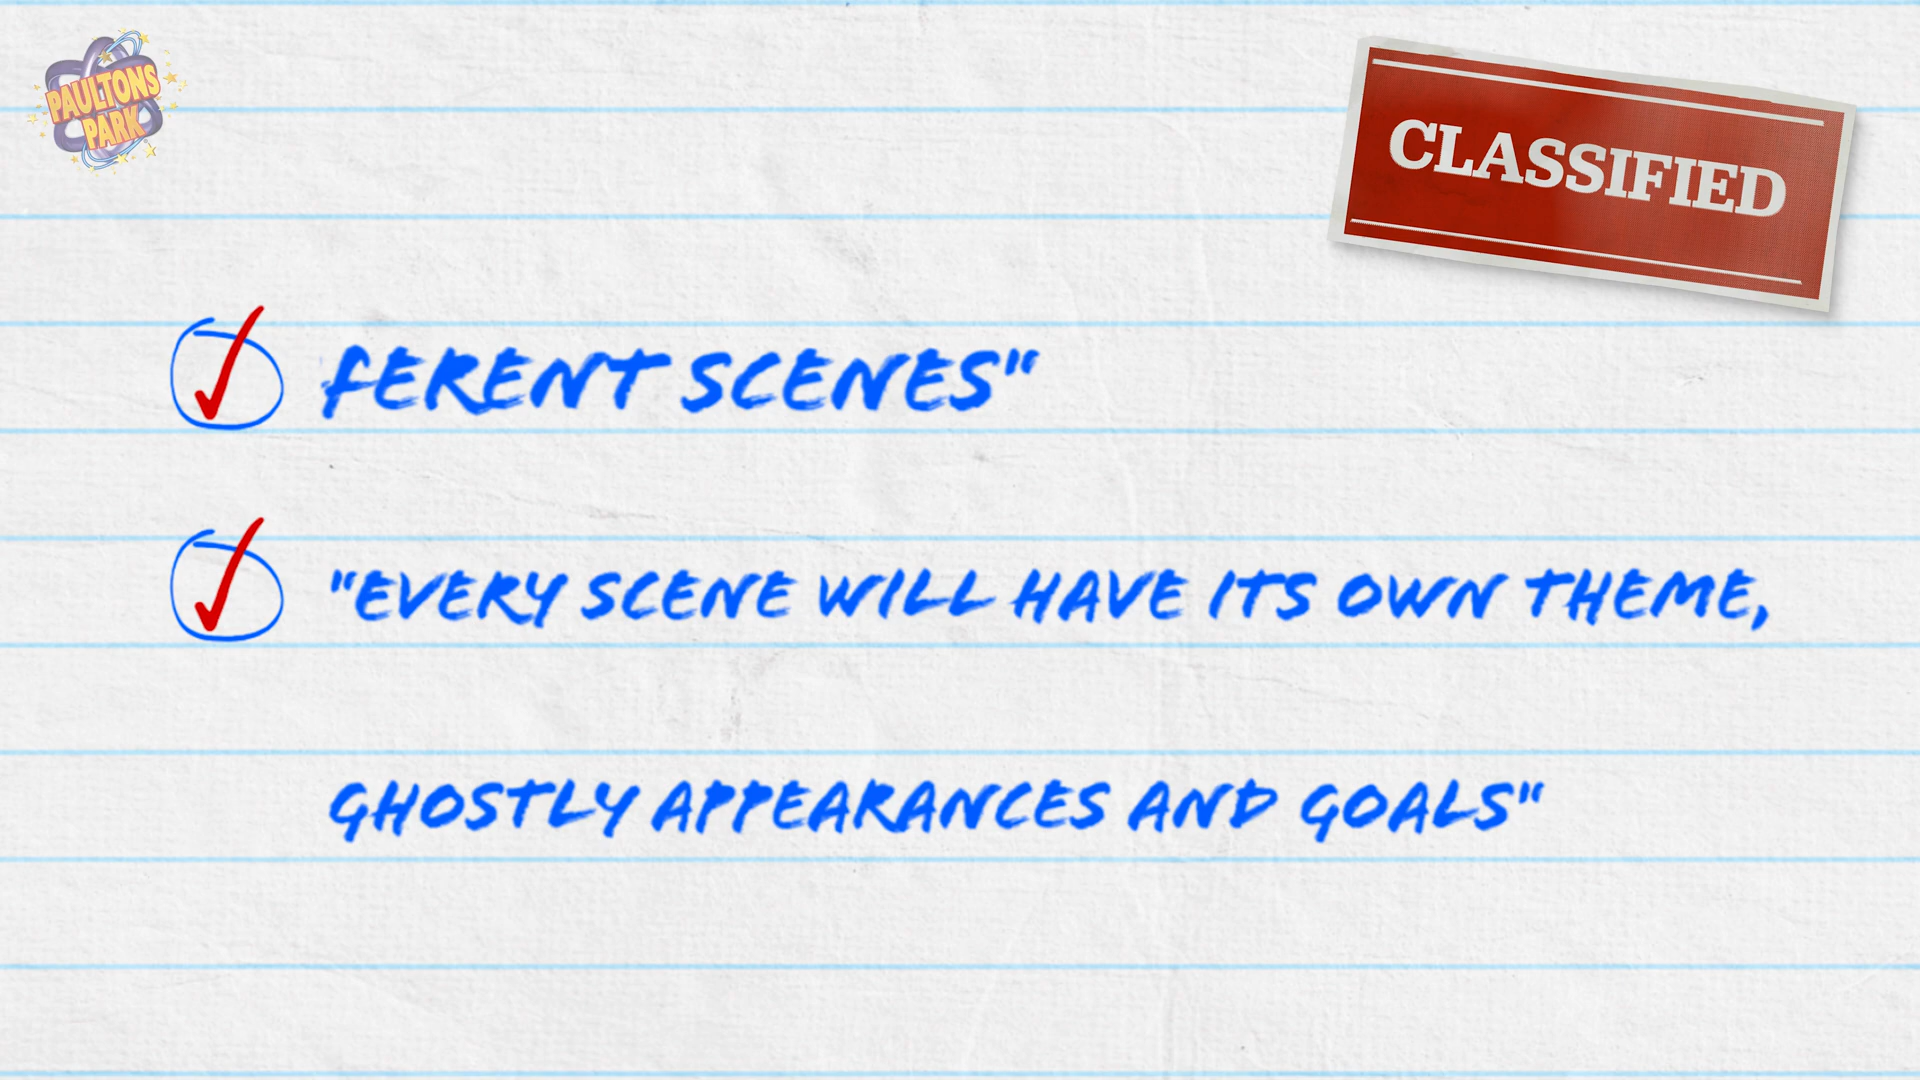 PAULTONS
PARK
CLASSIFIED
FERENT SCENES"
"EVERY SCENE WILL HAVE ITS OWN THEME,
GHOSTLY APPEARANCES AND GOALS"